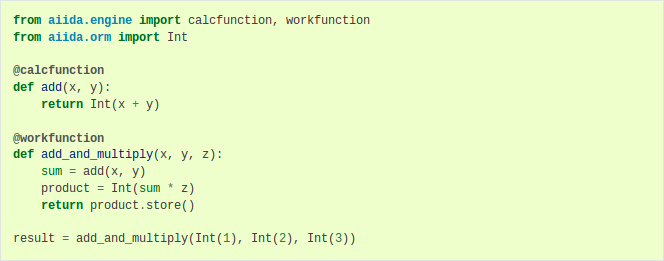 from aiida.engine import calcfunction, workfunction
from aiida.orm import Int

@calcfunction
def add(x, y):
    return Int(x + y)

@workfunction
def add_and_multiply(x, y, z):
    sum = add(x, y)
    product = Int(sum * z)
    return product.store()

result = add_and_multiply(Int(1), Int(2), Int(3))